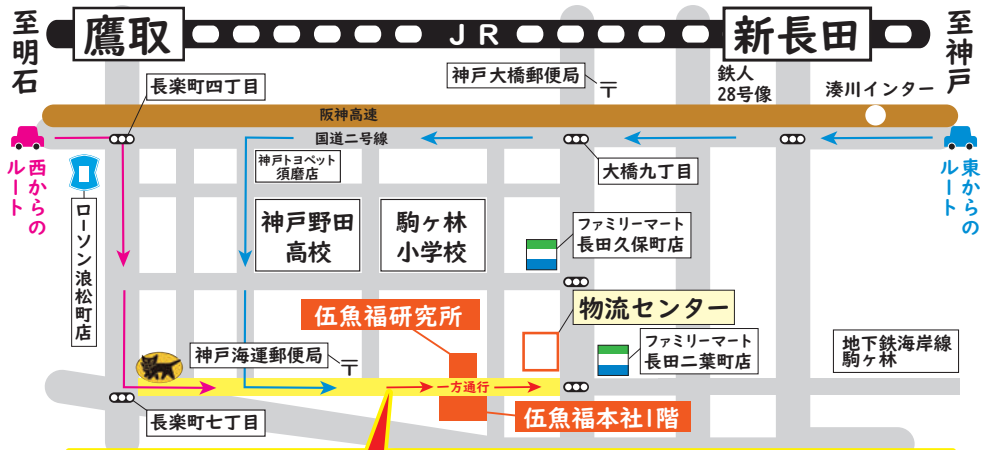 至明石
鷹取
JR
新長田
至神戸
神戸大橋郵便局
〒
鉄人
28号像
湊川インター
長楽町四丁目
阪神高速
国道二号線
神戸トヨペット
須磨店
大橋九丁目
西からの
ルート
東からの
ルート
ローソン浪松町店
神戸野田
高校
駒ヶ林
小学校
ファミリーマート
長田久保町店
物流センター
伍魚福研究所
神戸海運郵便局
〒
ファミリーマート
長田二葉町店
地下鉄海岸線
駒ヶ林
一方通行
長楽町七丁目
伍魚福本社1階